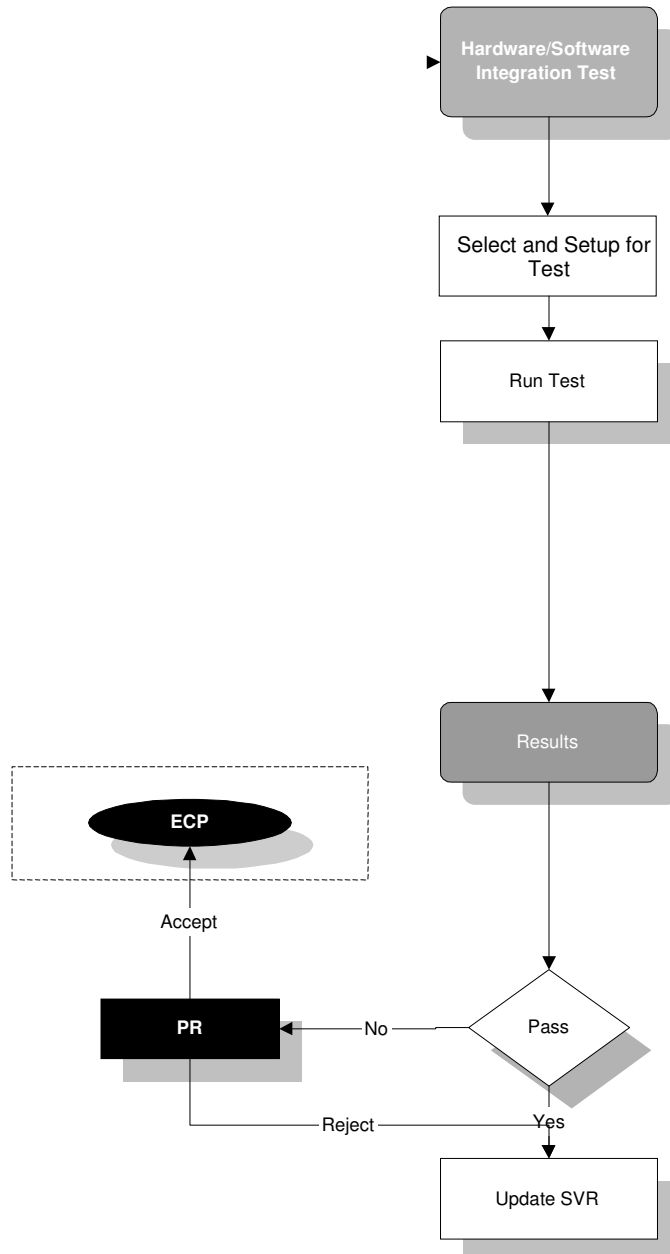 Hardware/Software
Integration Test
Select and Setup for
Test
Run Test
Results
ECP
Accept
PR
No
Pass
Reject
Yes
Update SVR